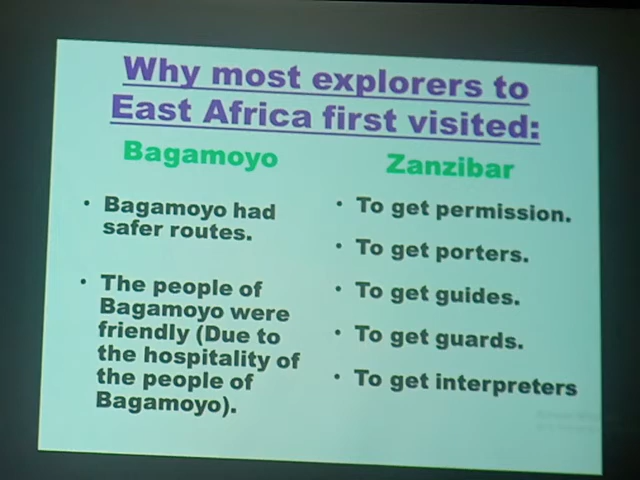 Why most explorers to
East Africa first visited:
Bagamoyo
• Bagamoyo had
safer routes.
• The people of
Bagamoyo were
friendly (Due to
the hospitality of
the people of
Bagamoyo).
Zanzibar
• To get permission.
• To get porters.
• To get guides.
• To get guards.
• To get interpreters